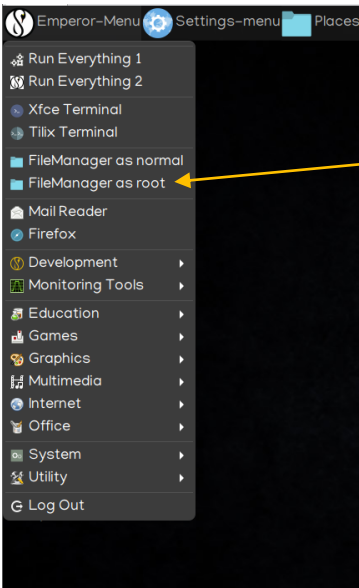 Emperor-Menu Settings-menu Places
Run Everything 1
Run Everything 2
Xfce Terminal
Tilix Terminal
FileManager as normal
FileManager as root
Mail Reader
Firefox
Development
Monitoring Tools
Education
Games
Graphics
Multimedia
Internet
Office
System
Utility
Log Out